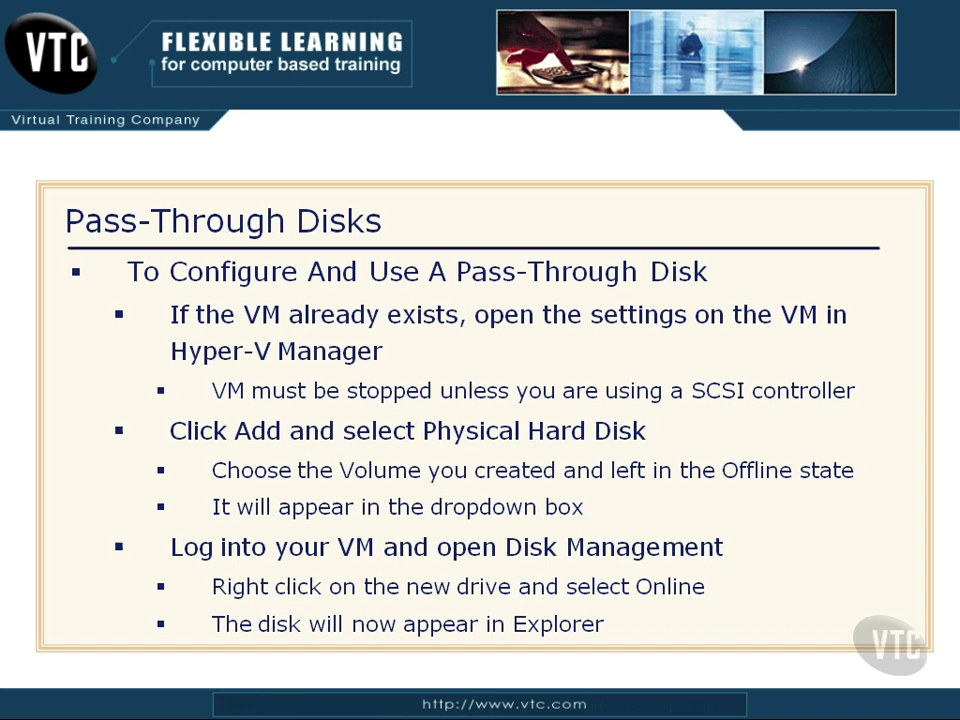 VTC
FLEXIBLE LEARNING
for computer based training
Virtual Training Company
Pass-Through Disks
▪ To Configure And Use A Pass-Through Disk
▪ If the VM already exists, open the settings on the VM in
Hyper-V Manager
▪ VM must be stopped unless you are using a SCSI controller
▪ Click Add and select Physical Hard Disk
▪ Choose the Volume you created and left in the Offline state
▪ It will appear in the dropdown box
▪ Log into your VM and open Disk Management
▪ Right click on the new drive and select Online
▪ The disk will now appear in Explorer
VTC
http://www.vtc.com